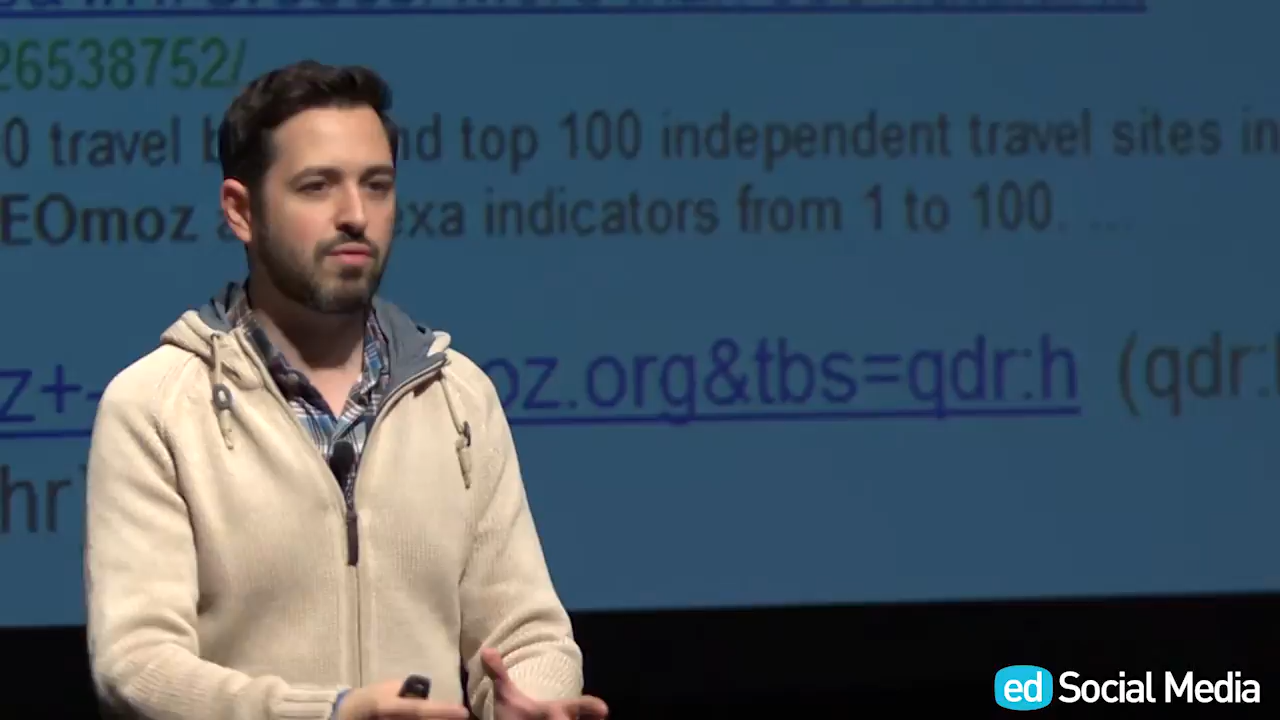 26538752/
0 travel b nd top 100 independent travel sites in
EOmoz a exa indicators from 1 to 100. ...
z+- oz.org&tbs=qdr:h (qdr:
hr
ed Social Media